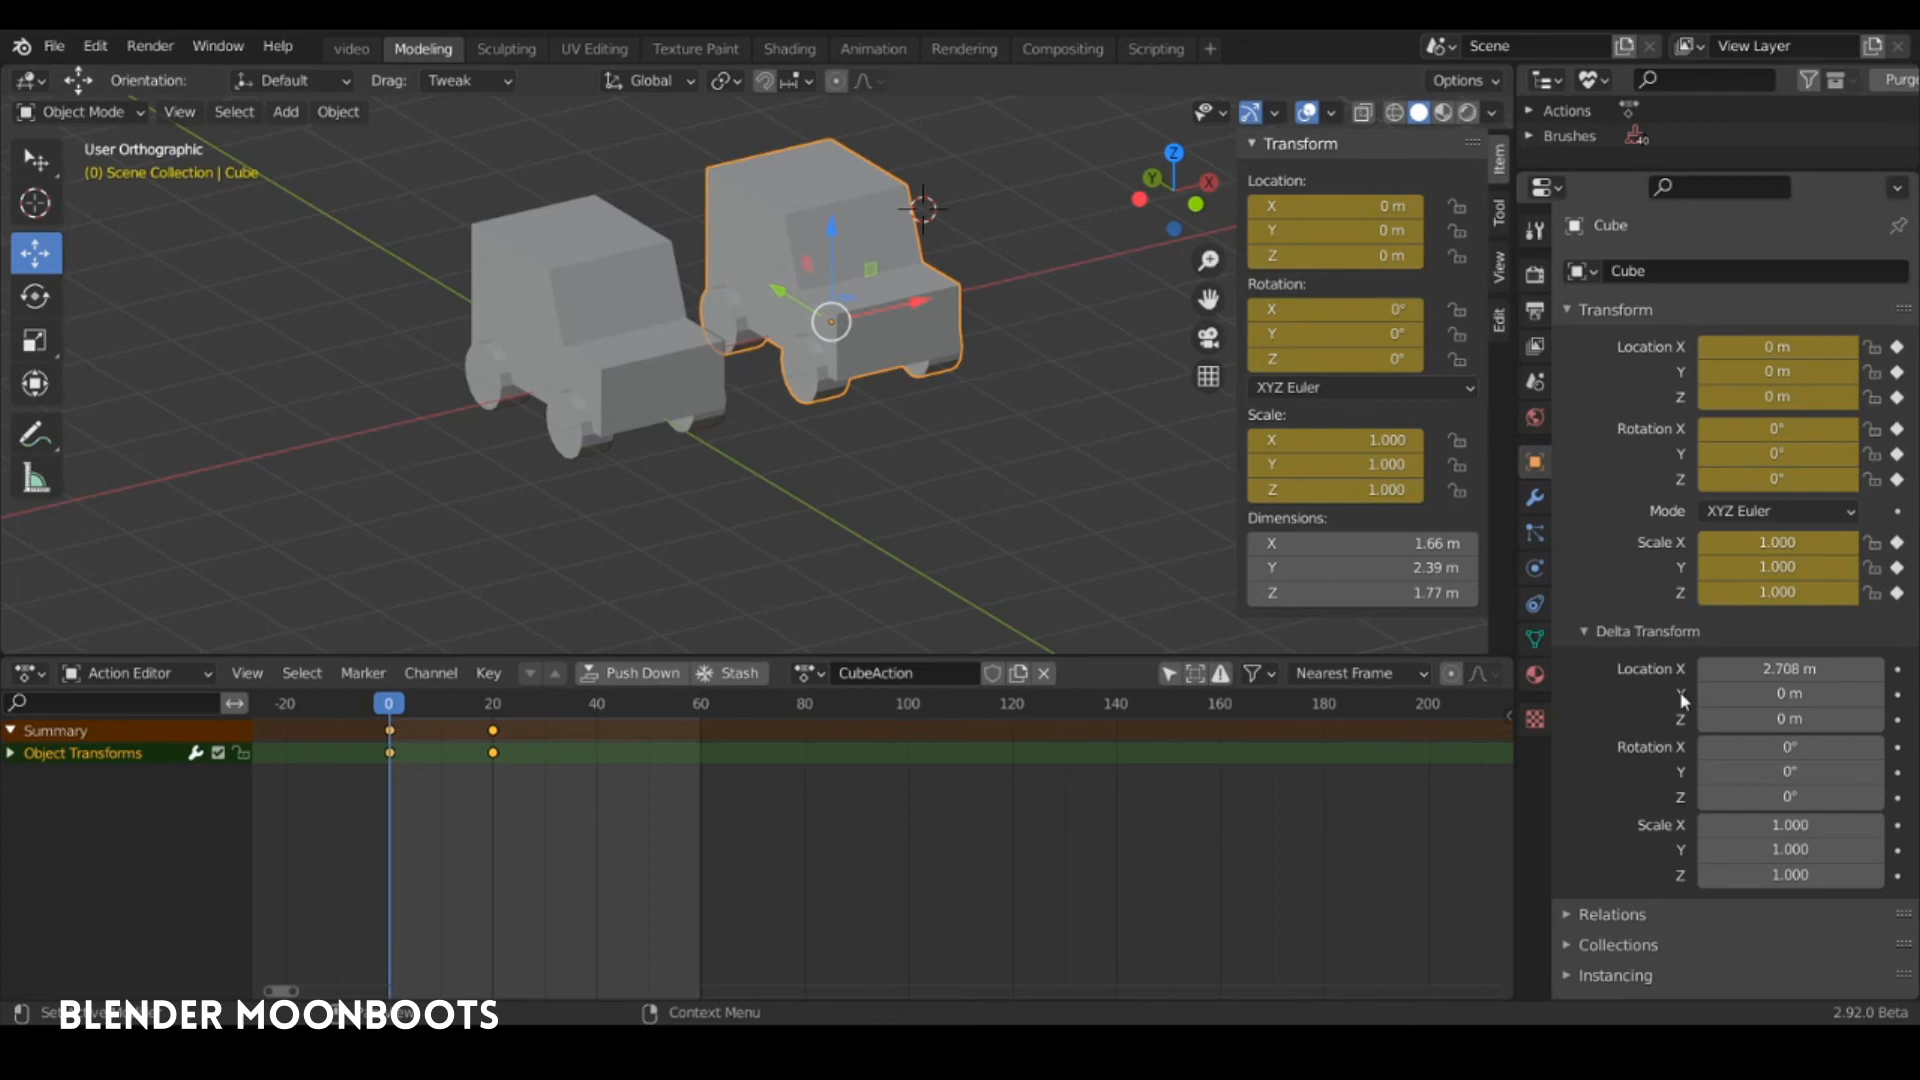 File Edit Render Window Help video Modeling Sculpting UV Editing Texture Paint Shading Animation Rendering Compositing Scripting + Scene View Layer
Orientation: Default Drag: Tweak Global Options Purge
Object Mode View Select Add Object
Actions
Brushes 40
User Orthographic
(0) Scene Collection | Cube
Z
Y
X
Transform
Location:
X 0 m
Y 0 m
Z 0 m
Rotation:
X 0°
Y 0°
Z 0°
XYZ Euler
Scale:
X 1.000
Y 1.000
Z 1.000
Dimensions:
X 1.66 m
Y 2.39 m
Z 1.77 m
Item
Tool
View
Edit
Cube
Cube
Transform
Location X 0 m
Y 0 m
Z 0 m
Rotation X 0°
Y 0°
Z 0°
Mode XYZ Euler
Scale X 1.000
Y 1.000
Z 1.000
Delta Transform
Location X 2.708 m
Y 0 m
Z 0 m
Rotation X 0°
Y 0°
Z 0°
Scale X 1.000
Y 1.000
Z 1.000
Relations
Collections
Instancing
Action Editor View Select Marker Channel Key Push Down Stash CubeAction Nearest Frame
-20 0 20 40 60 80 100 120 140 160 180 200
Summary
Object Transforms
BLENDER MOONBOOTS
Context Menu
2.92.0 Beta